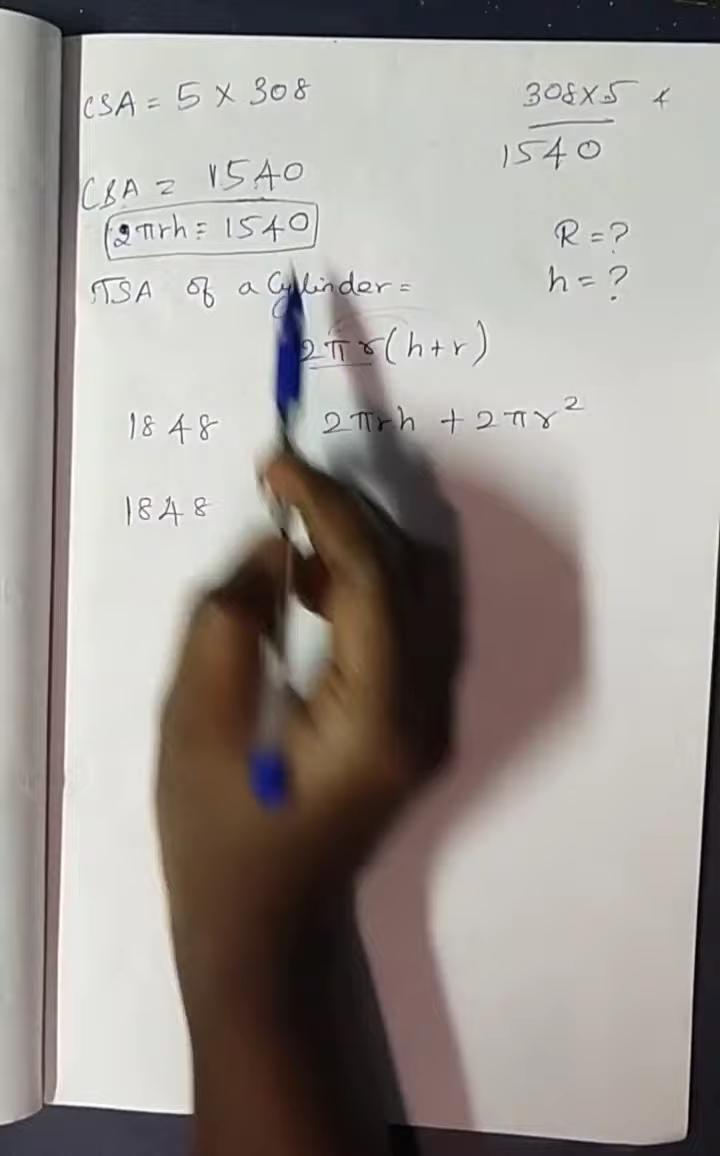 CSA = 5 × 308
308×5
1540
CSA = 1540
2πrh = 1540
R = ?
TSA of a Cylinder =
h = ?
2πr(h+r)
1848 2πrh + 2πr²
1848